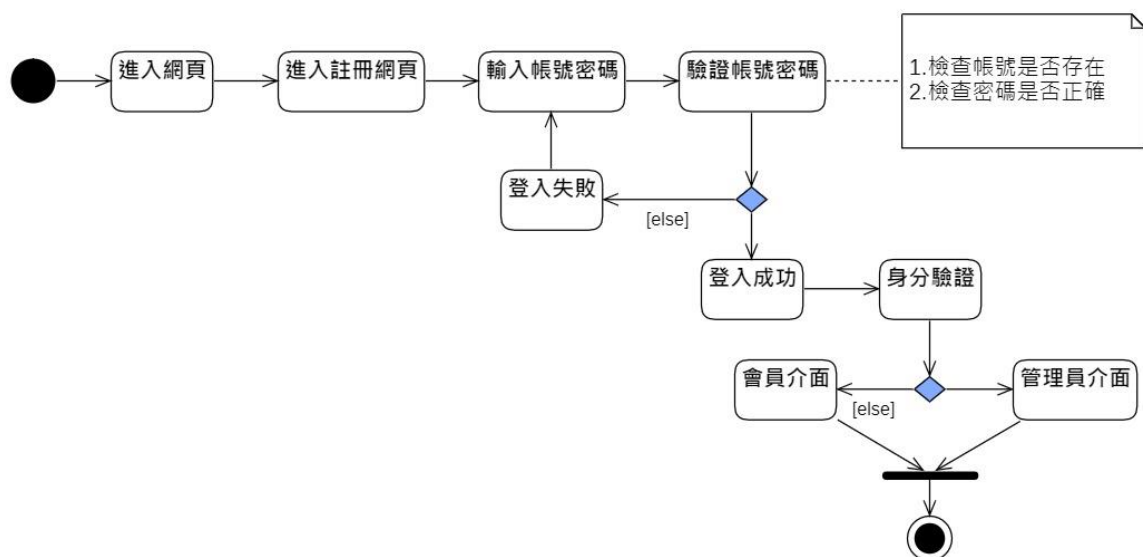 進入網頁
進入註冊網頁
輸入帳號密碼
驗證帳號密碼
1.檢查帳號是否存在
2.檢查密碼是否正確
登入失敗
[else]
登入成功
身分驗證
會員介面
[else]
管理員介面